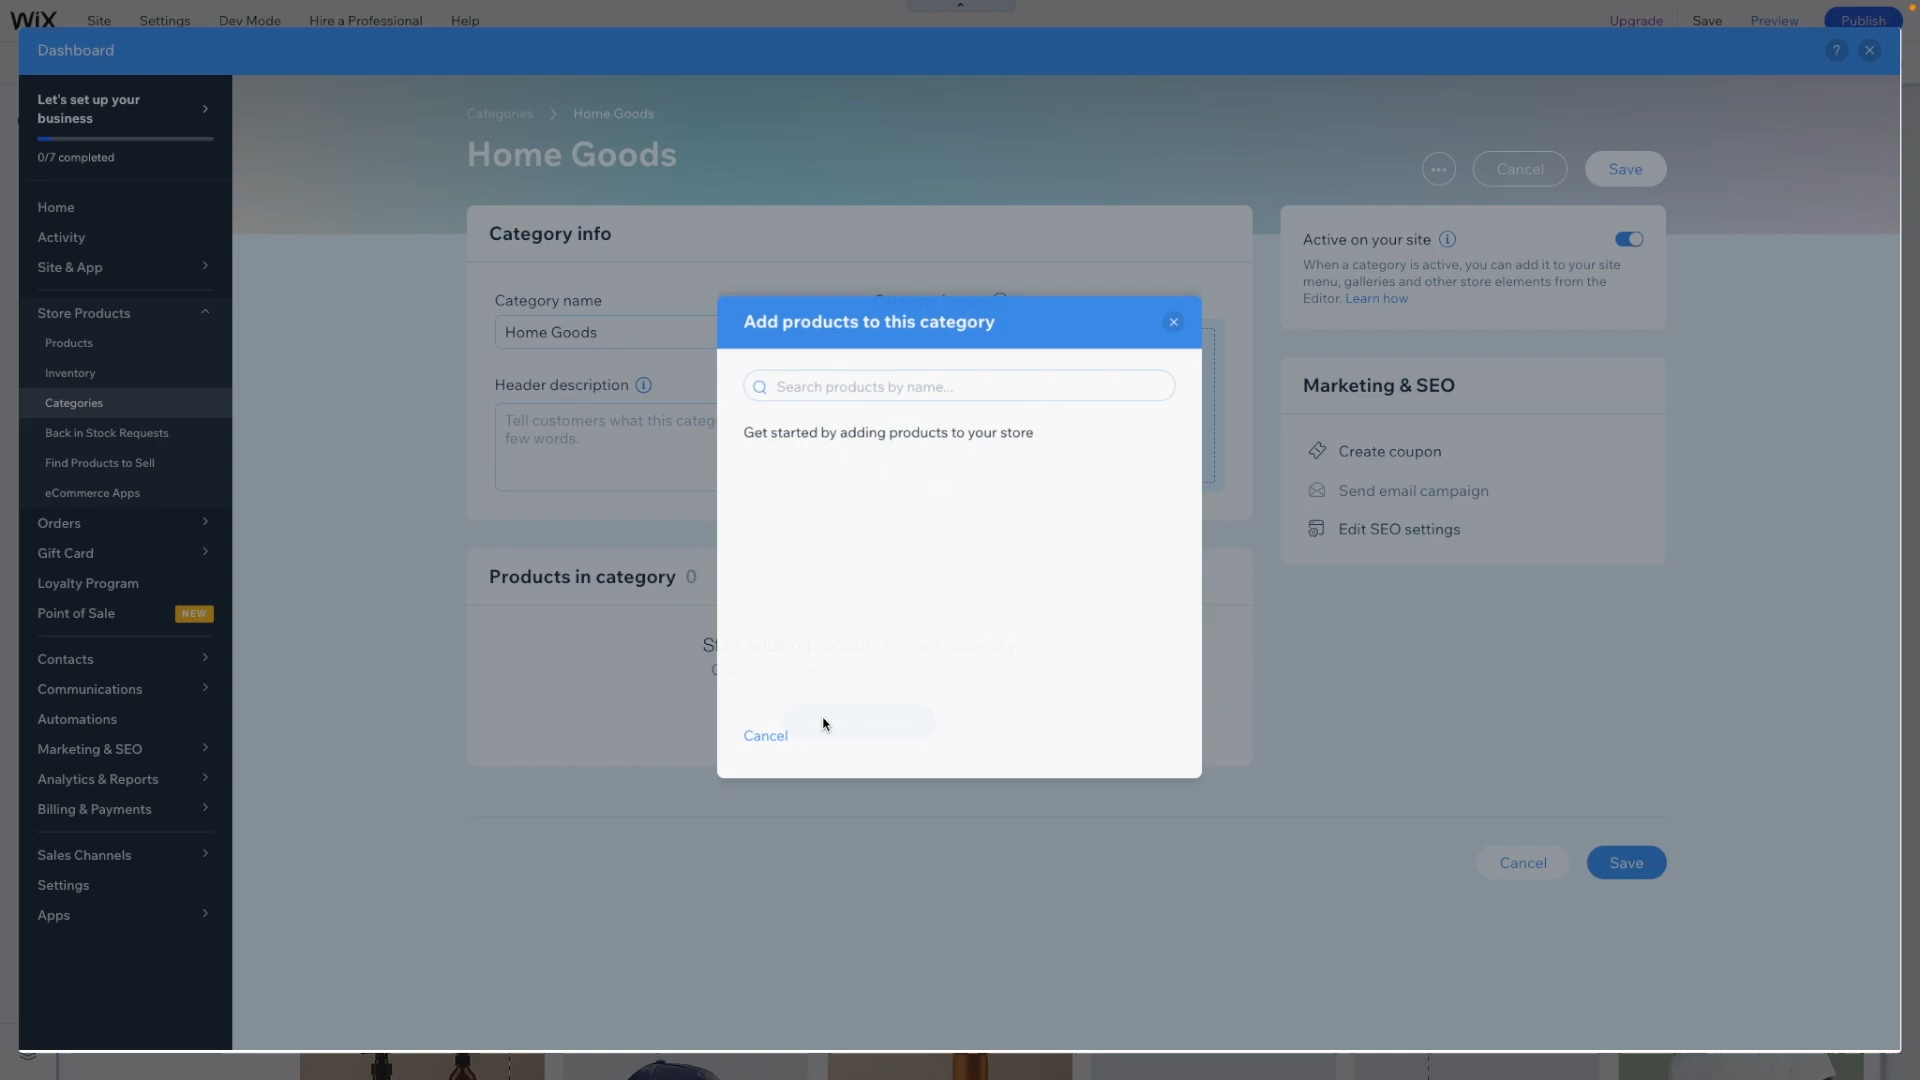 WiX
Site
Settings
Dev Mode
Hire a Professional
Help
Upgrade
Save
Preview
Publish
Dashboard
?
Let's set up your
business
0/7 completed
Home
Activity
Site & App
Store Products
Products
Inventory
Categories
Back in Stock Requests
Find Products to Sell
eCommerce Apps
Orders
Gift Card
Loyalty Program
Point of Sale
NEW
Contacts
Communications
Automations
Marketing & SEO
Analytics & Reports
Billing & Payments
Sales Channels
Settings
Apps
Categories
Home Goods
Home Goods
Cancel
Save
Category info
Category name
Home Goods
Header description
Tell customers what this categ
few words.
Products in category 0
Add products to this category
Search products by name...
Get started by adding products to your store
Cancel
Active on your site
When a category is active, you can add it to your site
menu, galleries and other store elements from the
Editor. Learn how
Marketing & SEO
Create coupon
Send email campaign
Edit SEO settings
Cancel
Save